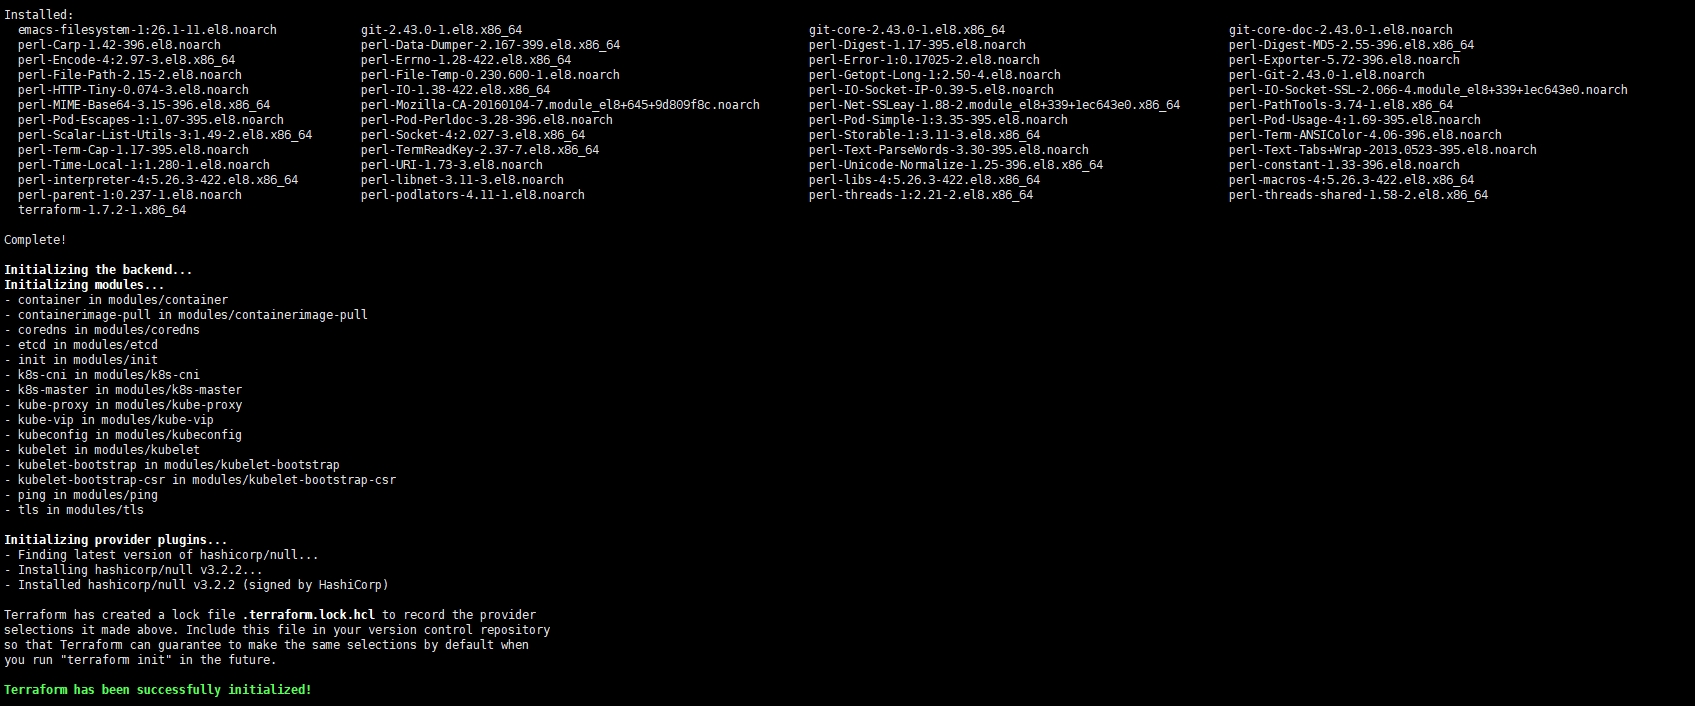 Installed:
emacs-filesystem-1:26.1-11.el8.noarch git-2.43.0-1.el8.x86_64 git-core-2.43.0-1.el8.x86_64 git-core-doc-2.43.0-1.el8.noarch
perl-Carp-1.42-396.el8.noarch perl-Data-Dumper-2.167-399.el8.x86_64 perl-Digest-1.17-395.el8.noarch perl-Digest-MD5-2.55-396.el8.x86_64
perl-Encode-4:2.97-3.el8.x86_64 perl-Errno-1.28-422.el8.x86_64 perl-Error-1:0.17025-2.el8.noarch perl-Exporter-5.72-396.el8.noarch
perl-File-Path-2.15-2.el8.noarch perl-File-Temp-0.230.600-1.el8.noarch perl-Getopt-Long-1:2.50-4.el8.noarch perl-Git-2.43.0-1.el8.noarch
perl-HTTP-Tiny-0.074-3.el8.noarch perl-IO-1.38-422.el8.x86_64 perl-IO-Socket-IP-0.39-5.el8.noarch perl-IO-Socket-SSL-2.066-4.module_el8+339+1ec643e0.noarch
perl-MIME-Base64-3.15-396.el8.x86_64 perl-Mozilla-CA-20160104-7.module_el8+645+9d809f8c.noarch perl-Net-SSLeay-1.88-2.module_el8+339+1ec643e0.x86_64 perl-PathTools-3.74-1.el8.x86_64
perl-Pod-Escapes-1:1.07-395.el8.noarch perl-Pod-Perldoc-3.28-396.el8.noarch perl-Pod-Simple-1:3.35-395.el8.noarch perl-Pod-Usage-4:1.69-395.el8.noarch
perl-Scalar-List-Utils-3:1.49-2.el8.x86_64 perl-Socket-4:2.027-3.el8.x86_64 perl-Storable-1:3.11-3.el8.x86_64 perl-Term-ANSIColor-4.06-396.el8.noarch
perl-Term-Cap-1.17-395.el8.noarch perl-TermReadKey-2.37-7.el8.x86_64 perl-Text-ParseWords-3.30-395.el8.noarch perl-Text-Tabs+Wrap-2013.0523-395.el8.noarch
perl-Time-Local-1:1.280-1.el8.noarch perl-URI-1.73-3.el8.noarch perl-Unicode-Normalize-1.25-396.el8.x86_64 perl-constant-1.33-396.el8.noarch
perl-interpreter-4:5.26.3-422.el8.x86_64 perl-libnet-3.11-3.el8.noarch perl-libs-4:5.26.3-422.el8.x86_64 perl-macros-4:5.26.3-422.el8.x86_64
perl-parent-1:0.237-1.el8.noarch perl-podlators-4.11-1.el8.noarch perl-threads-1:2.21-2.el8.x86_64 perl-threads-shared-1.58-2.el8.x86_64
terraform-1.7.2-1.x86_64
Complete!
Initializing the backend...
Initializing modules...
- container in modules/container
- containerimage-pull in modules/containerimage-pull
- coredns in modules/coredns
- etcd in modules/etcd
- init in modules/init
- k8s-cni in modules/k8s-cni
- k8s-master in modules/k8s-master
- kube-proxy in modules/kube-proxy
- kube-vip in modules/kube-vip
- kubeconfig in modules/kubeconfig
- kubelet in modules/kubelet
- kubelet-bootstrap in modules/kubelet-bootstrap
- kubelet-bootstrap-csr in modules/kubelet-bootstrap-csr
- ping in modules/ping
- tls in modules/tls
Initializing provider plugins...
- Finding latest version of hashicorp/null...
- Installing hashicorp/null v3.2.2...
- Installed hashicorp/null v3.2.2 (signed by HashiCorp)
Terraform has created a lock file .terraform.lock.hcl to record the provider
selections it made above. Include this file in your version control repository
so that Terraform can guarantee to make the same selections by default when
you run "terraform init" in the future.
Terraform has been successfully initialized!